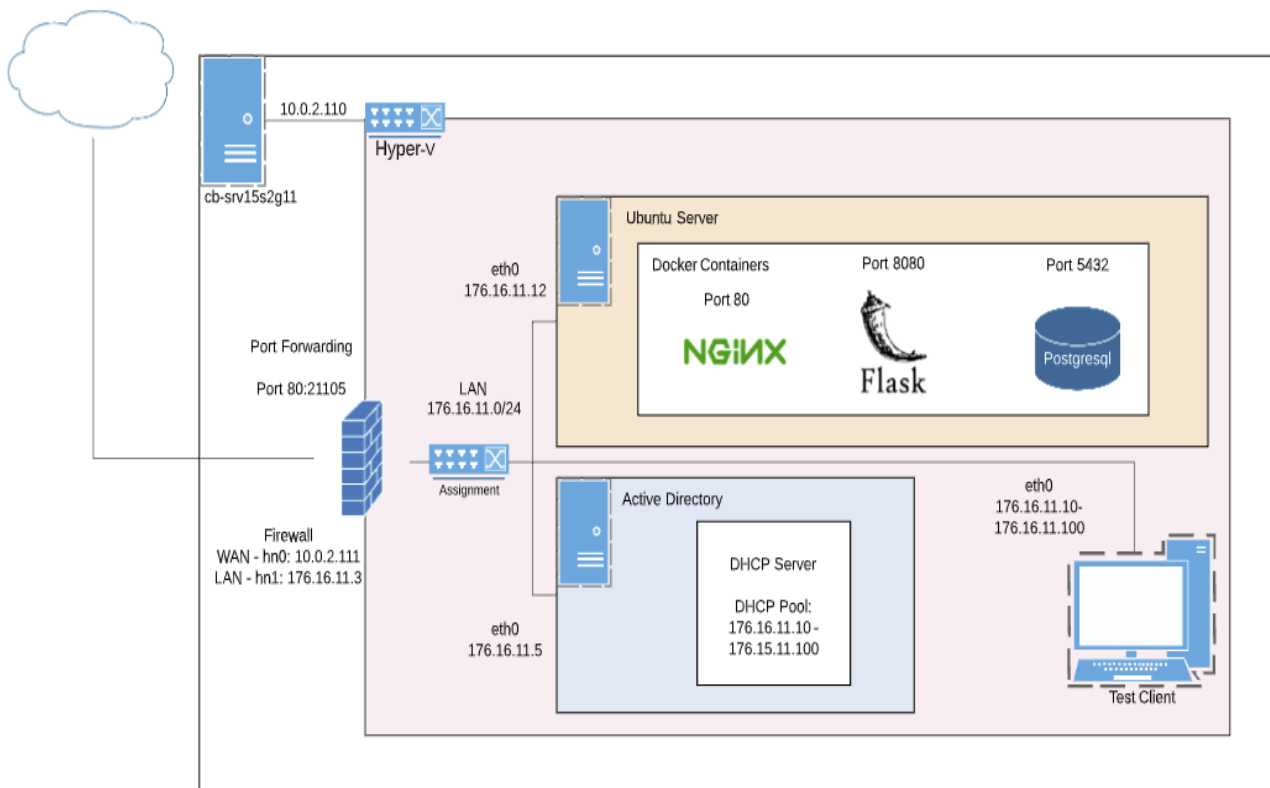 10.0.2.110
Hyper-V
cb-srv15s2g11
Ubuntu Server
Docker Containers
Port 8080
Port 5432
Port 80
NGiNX
Flask
Postgresql
eth0
176.16.11.12
Port Forwarding
Port 80:21105
LAN
176.16.11.0/24
Assignment
Firewall
WAN - hn0: 10.0.2.111
LAN - hn1: 176.16.11.3
Active Directory
DHCP Server
DHCP Pool:
176.16.11.10 -
176.15.11.100
eth0
176.16.11.5
eth0
176.16.11.10-
176.16.11.100
Test Client